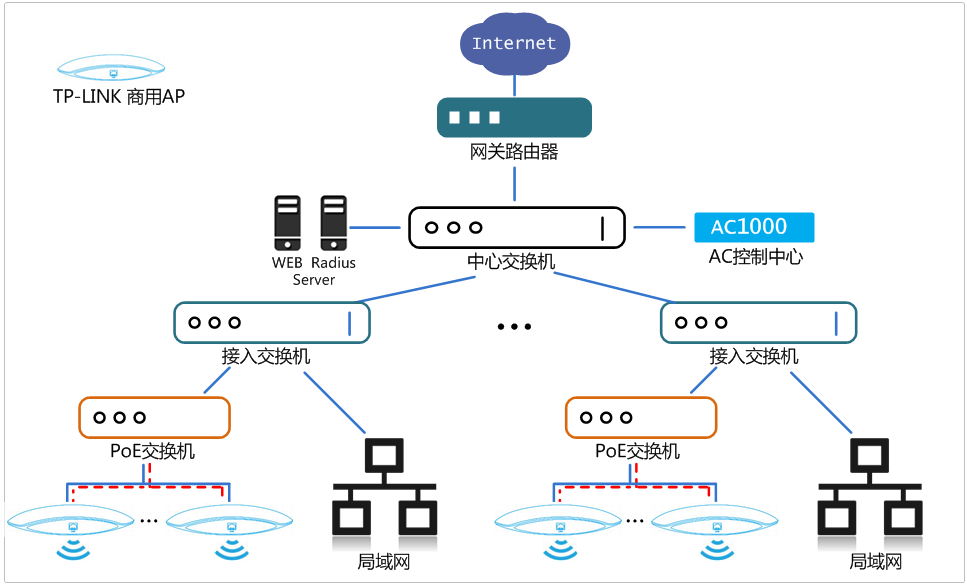 Internet
TP-LINK 商用AP
网关路由器
AC1000
WEB Radius
Server
中心交换机
AC控制中心
接入交换机
接入交换机
PoE交换机
PoE交换机
局域网
局域网